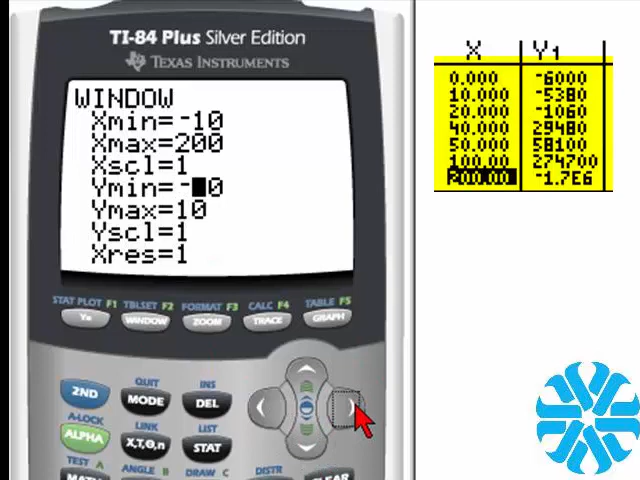 TI-84 Plus Silver Edition
TEXAS INSTRUMENTS
WINDOW
Xmin=-10
Xmax=200
Xscl=1
Ymin=- 0
Ymax=10
Yscl=1
Xres=1
X Y1
0.000 -6000
10.000 -5380
20.000 -1060
40.000 29480
50.000 58100
100.00 274700
-1.7E6
STAT PLOT F1 TBLSET F2 FORMAT F3 CALC F4 TABLE F5
Y= WINDOW ZOOM TRACE GRAPH
QUIT INS
2ND MODE DEL
A-LOCK LINK LIST
ALPHA X,T,Θ,n STAT
TEST A ANGLE B DRAW C DISTR